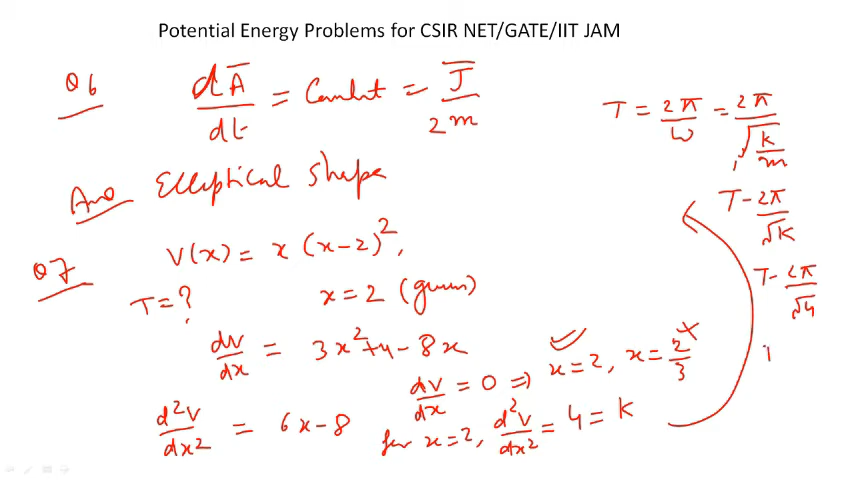 Potential Energy Problems for CSIR NET/GATE/IIT JAM
Q6 dA̅/dt = Constant = J̅/2m
Ans Elliptical Shape
T = 2π/ω = 2π/√(k/m)
T - 2π/√k
T - 2π/√4
Q7 V(x) = x (x-2)²,
T = ? x = 2 (given)
dv/dx = 3x² + 4 - 8x
dv/dx = 0 ⇒ x = 2, x = 2/3
d²v/dx² = 6x - 8 for x = 2, d²v/dx² = 4 = K